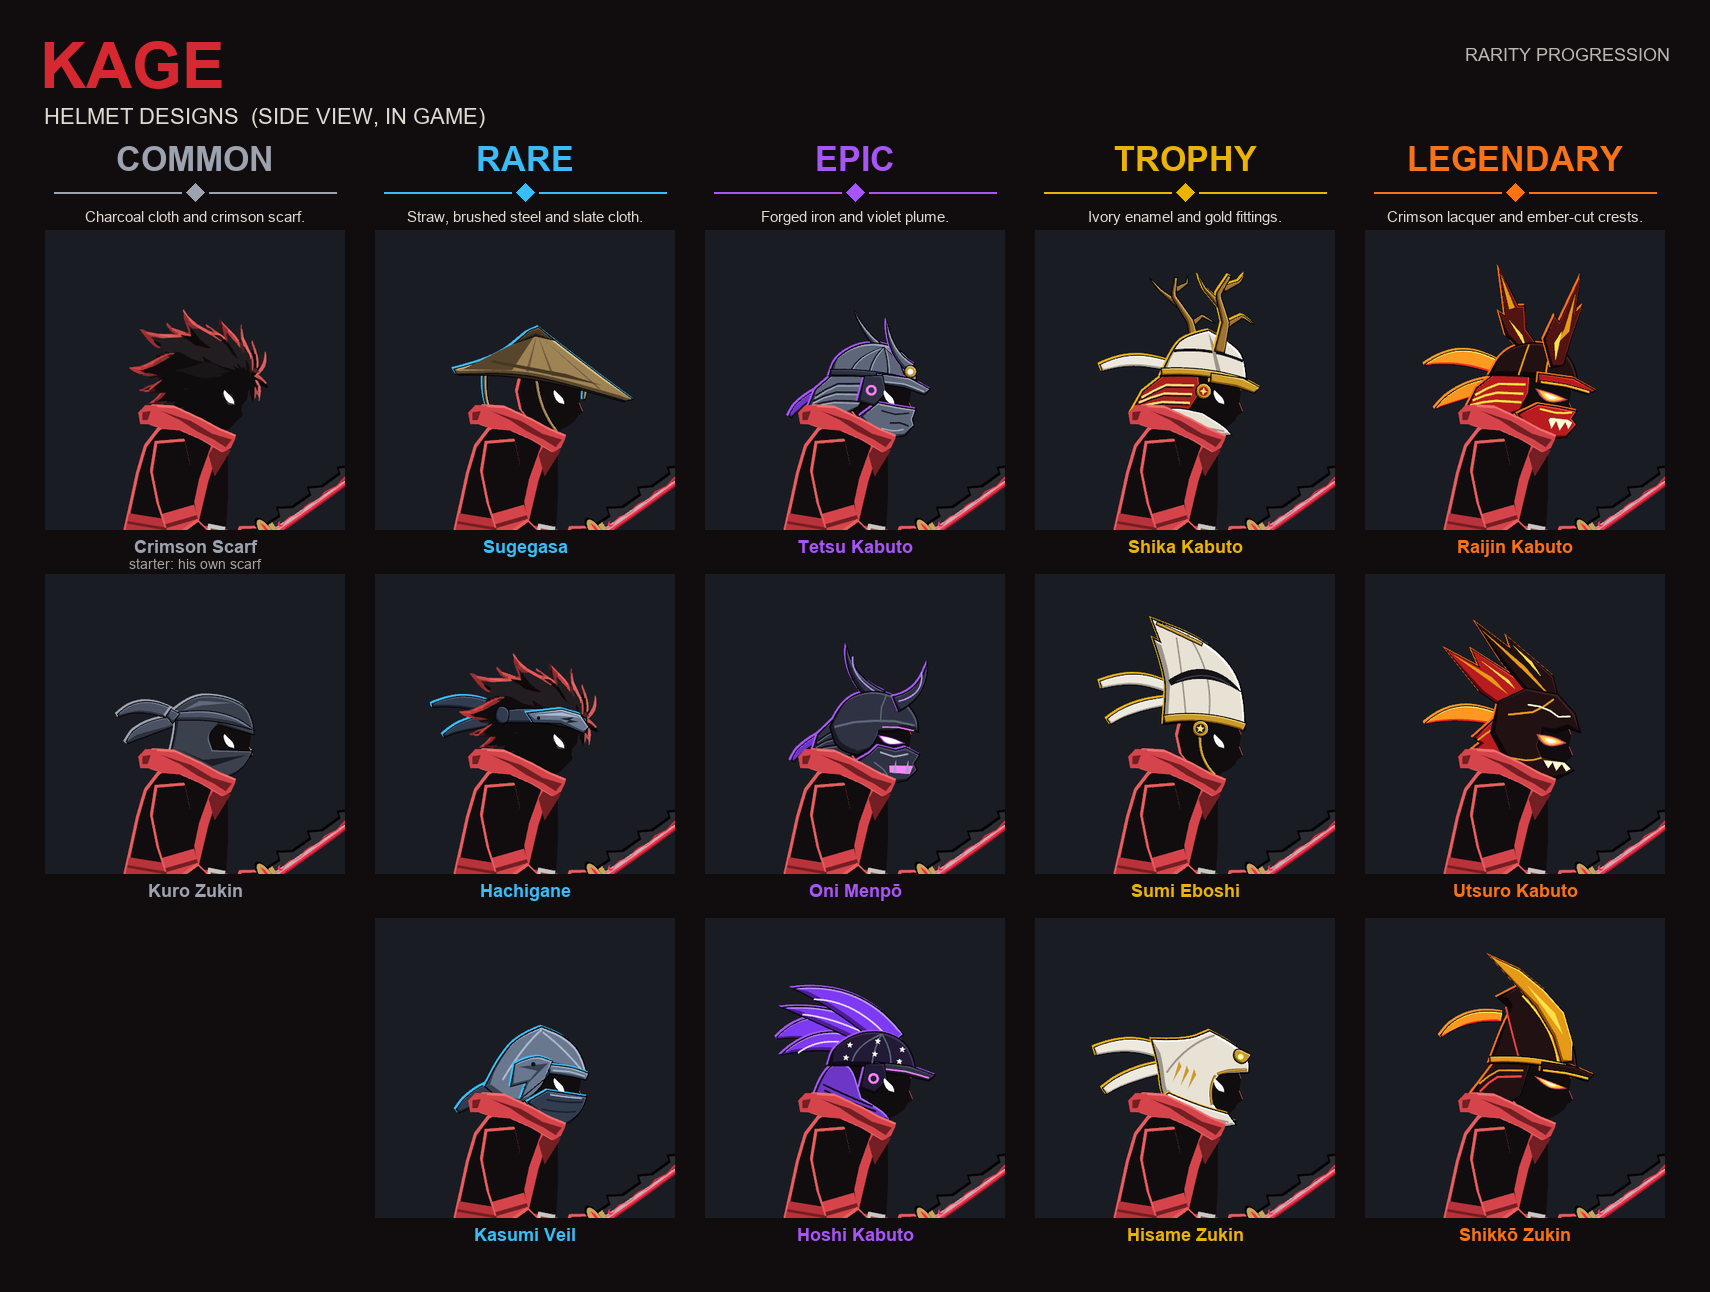 KAGE
RARITY PROGRESSION
HELMET DESIGNS  (SIDE VIEW, IN GAME)
COMMON
RARE
EPIC
TROPHY
LEGENDARY
Charcoal cloth and crimson scarf.
Straw, brushed steel and slate cloth.
Forged iron and violet plume.
Ivory enamel and gold fittings.
Crimson lacquer and ember-cut crests.
Crimson Scarf
starter: his own scarf
Sugegasa
Tetsu Kabuto
Shika Kabuto
Raijin Kabuto
Kuro Zukin
Hachigane
Oni Menpō
Sumi Eboshi
Utsuro Kabuto
Kasumi Veil
Hoshi Kabuto
Hisame Zukin
Shikkō Zukin